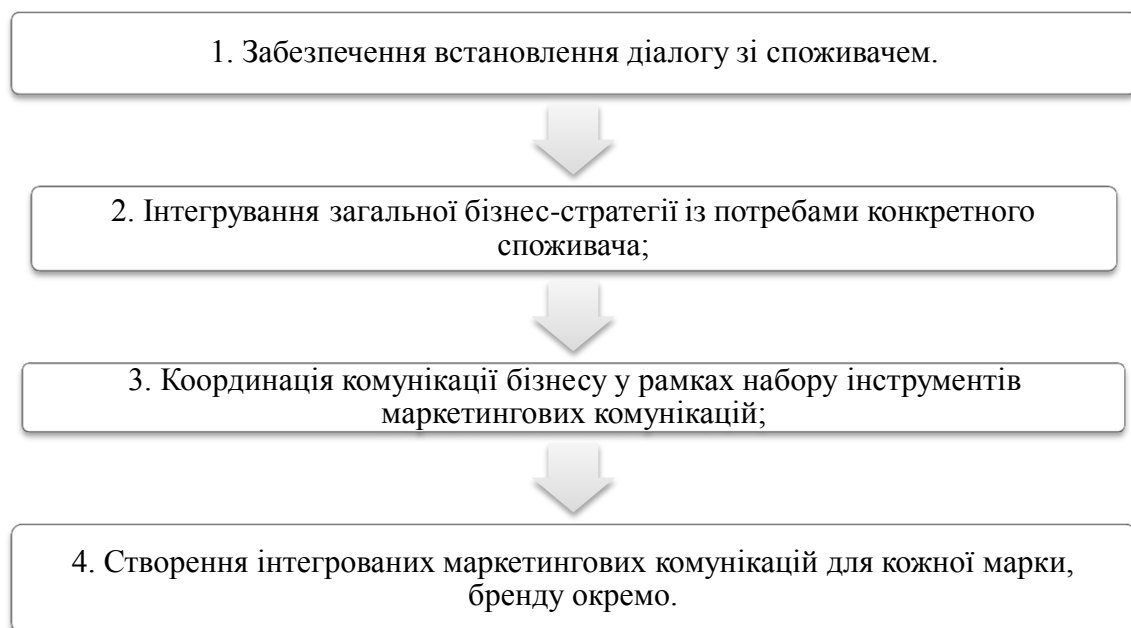 1. Забезпечення встановлення діалогу зі споживачем.
2. Інтегрування загальної бізнес-стратегії із потребами конкретного
споживача;
3. Координація комунікації бізнесу у рамках набору інструментів
маркетингових комунікацій;
4. Створення інтегрованих маркетингових комунікацій для кожної марки,
бренду окремо.